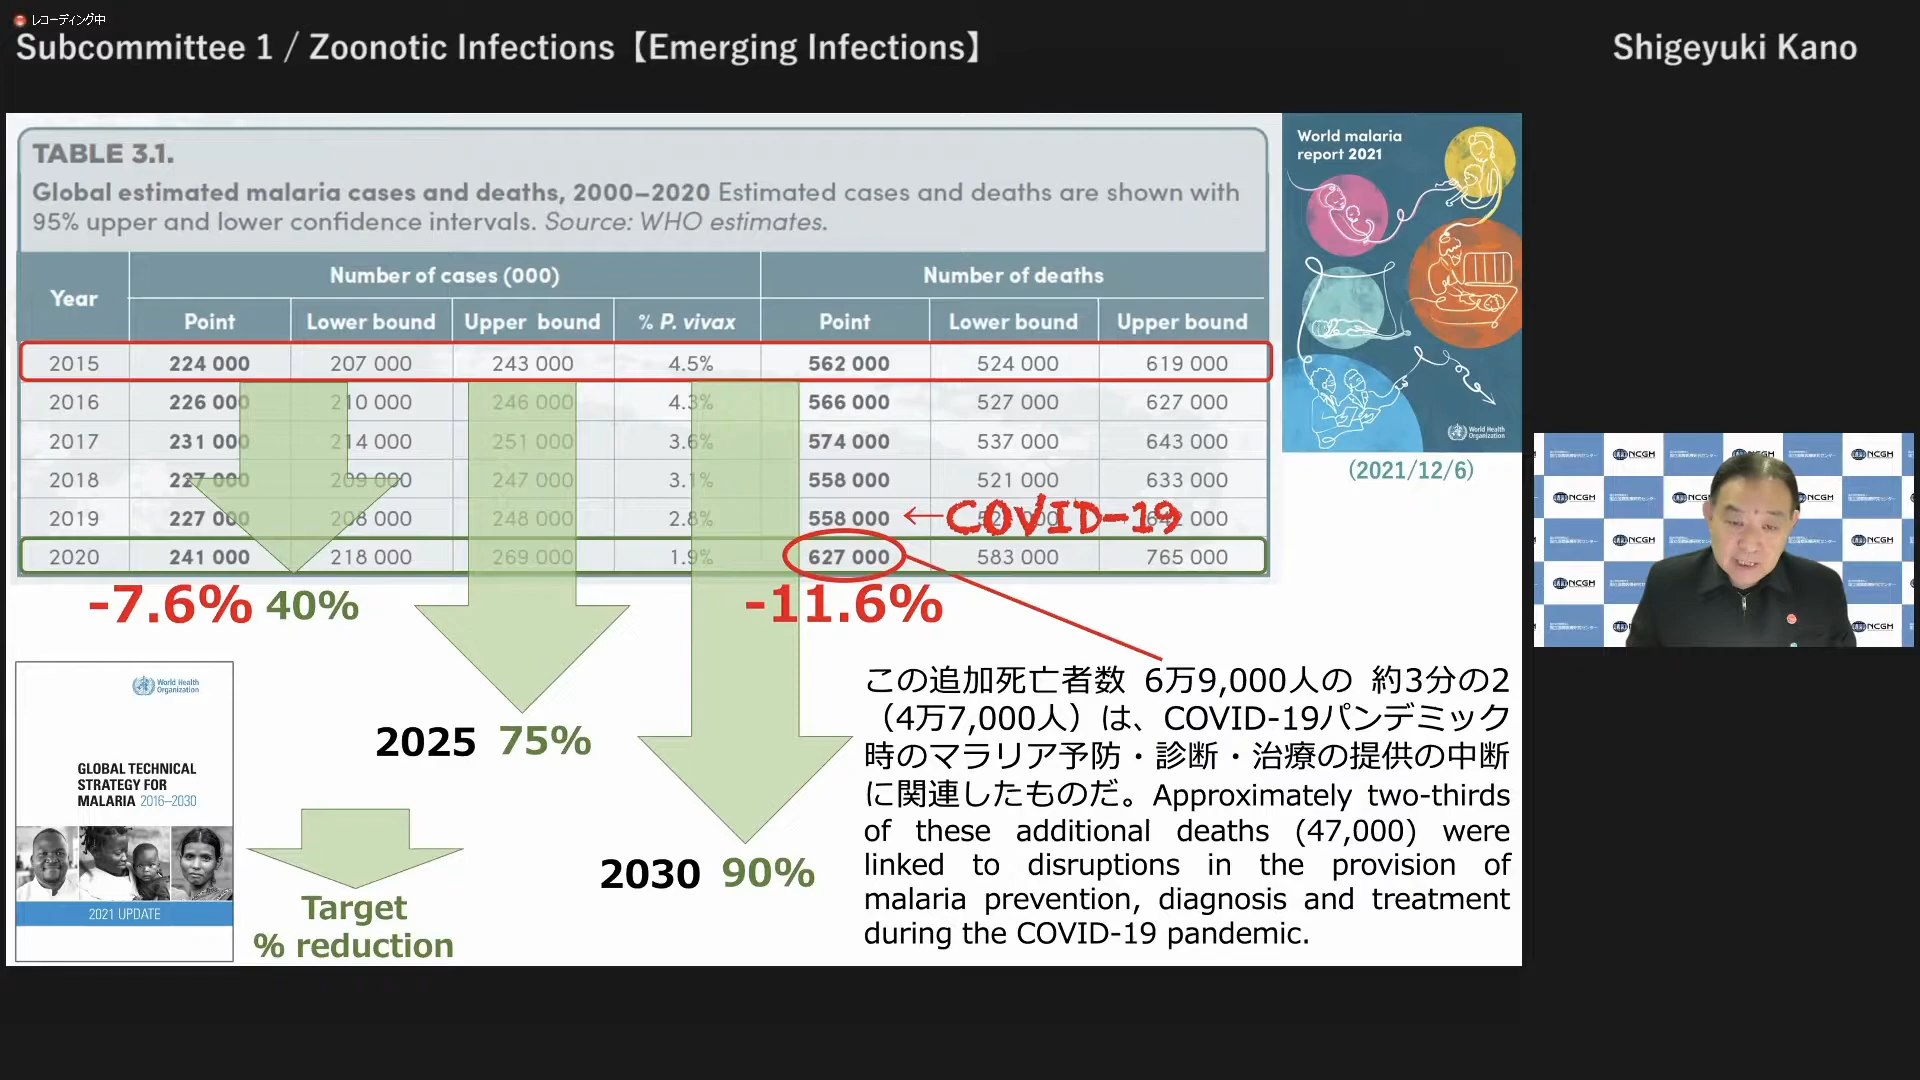 レコーディング中
Subcommittee 1 / Zoonotic Infections【Emerging Infections】
Shigeyuki Kano
TABLE 3.1.
Global estimated malaria cases and deaths, 2000–2020 Estimated cases and deaths are shown with
95% upper and lower confidence intervals. Source: WHO estimates.
Year Number of cases (000) Number of deaths
Point Lower bound Upper bound % P. vivax Point Lower bound Upper bound
2015 224 000 207 000 243 000 4.5% 562 000 524 000 619 000
2016 226 000 210 000 246 000 4.3% 566 000 527 000 627 000
2017 231 000 214 000 251 000 3.6% 574 000 537 000 643 000
2018 227 000 209 000 247 000 3.1% 558 000 521 000 633 000
2019 227 000 208 000 248 000 2.8% 558 000 ←COVID-19
2020 241 000 218 000 269 000 1.9% 627 000 583 000 765 000
-7.6% 40%
-11.6%
World malaria
report 2021
World Health
Organization
(2021/12/6)
2025 75%
2030 90%
Target
% reduction
World Health
Organization
GLOBAL TECHNICAL
STRATEGY FOR
MALARIA 2016–2030
2021 UPDATE
この追加死亡者数 6万9,000人の 約3分の2
（4万7,000人）は、COVID-19パンデミック
時のマラリア予防・診断・治療の提供の中断
に関連したものだ。Approximately two-thirds
of these additional deaths (47,000) were
linked to disruptions in the provision of
malaria prevention, diagnosis and treatment
during the COVID-19 pandemic.
NCGM
NCGM
NCGM
NCGM
NCGM
NCGM
NCGM
NCGM